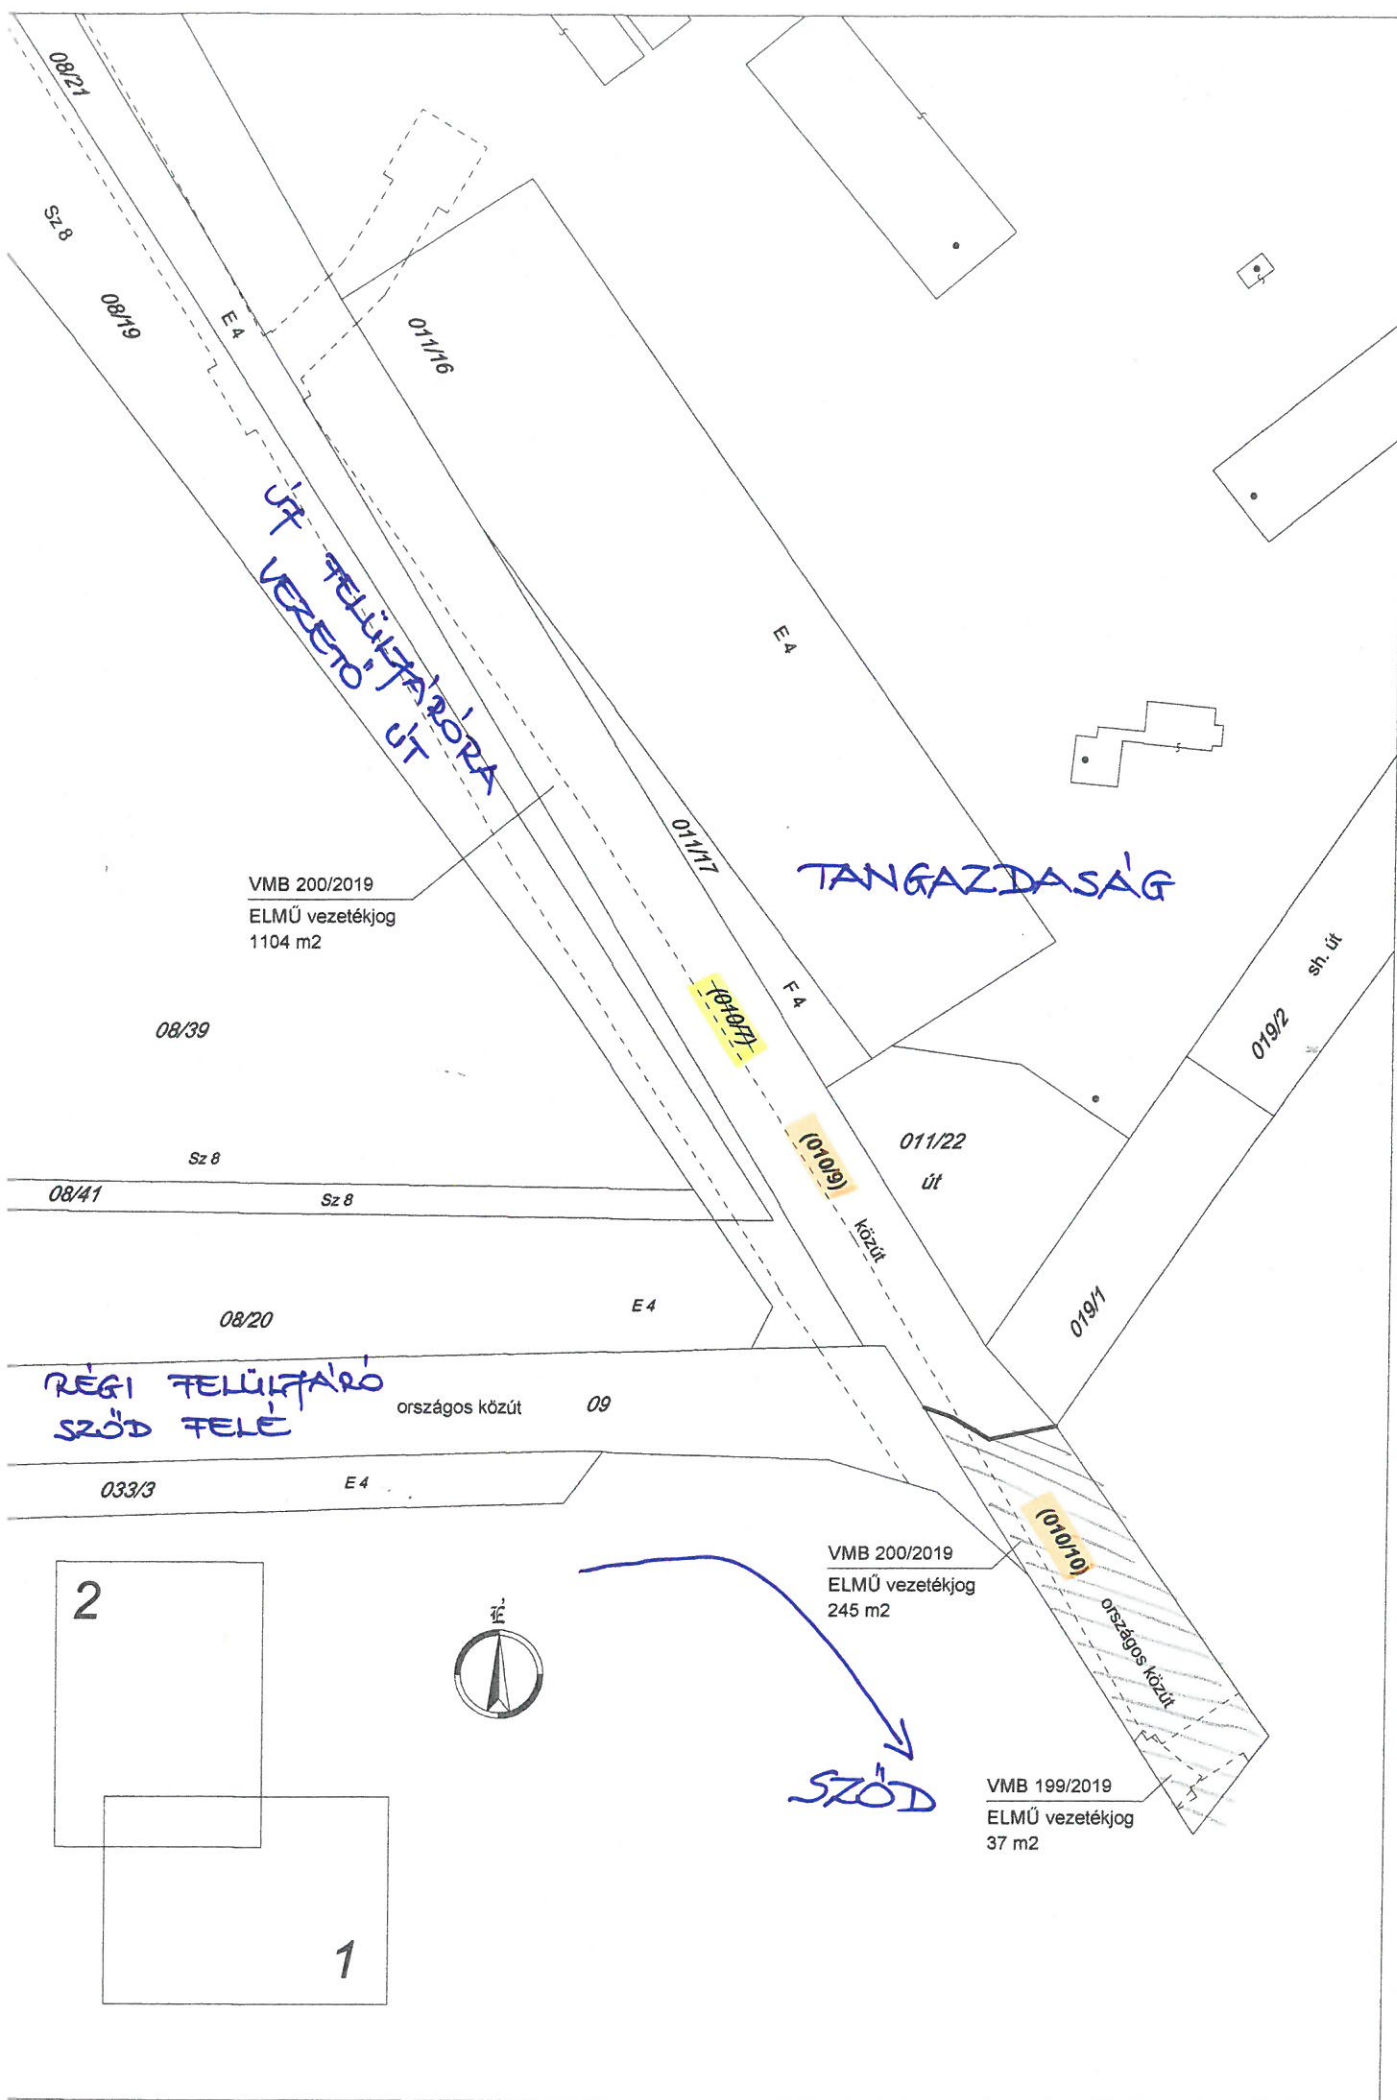 08/21
Sz 8
08/19
E 4
011/16
ÚJ FELÜLJÁRÓRA
VEZETŐ ÚT
E 4
011/17
TANGAZDASÁG
VMB 200/2019
ELMŰ vezetékjog
1104 m2
F 4
sh. út
019/2
(010/7)
08/39
(010/9)
011/22
út
Sz 8
08/41
Sz 8
közút
08/20
E 4
019/1
RÉGI FELÜLJÁRÓ
SZŐD FELÉ
országos közút
09
033/3
E 4
(010/10)
VMB 200/2019
ELMŰ vezetékjog
245 m2
országos közút
2
É
SZŐD
VMB 199/2019
ELMŰ vezetékjog
37 m2
1